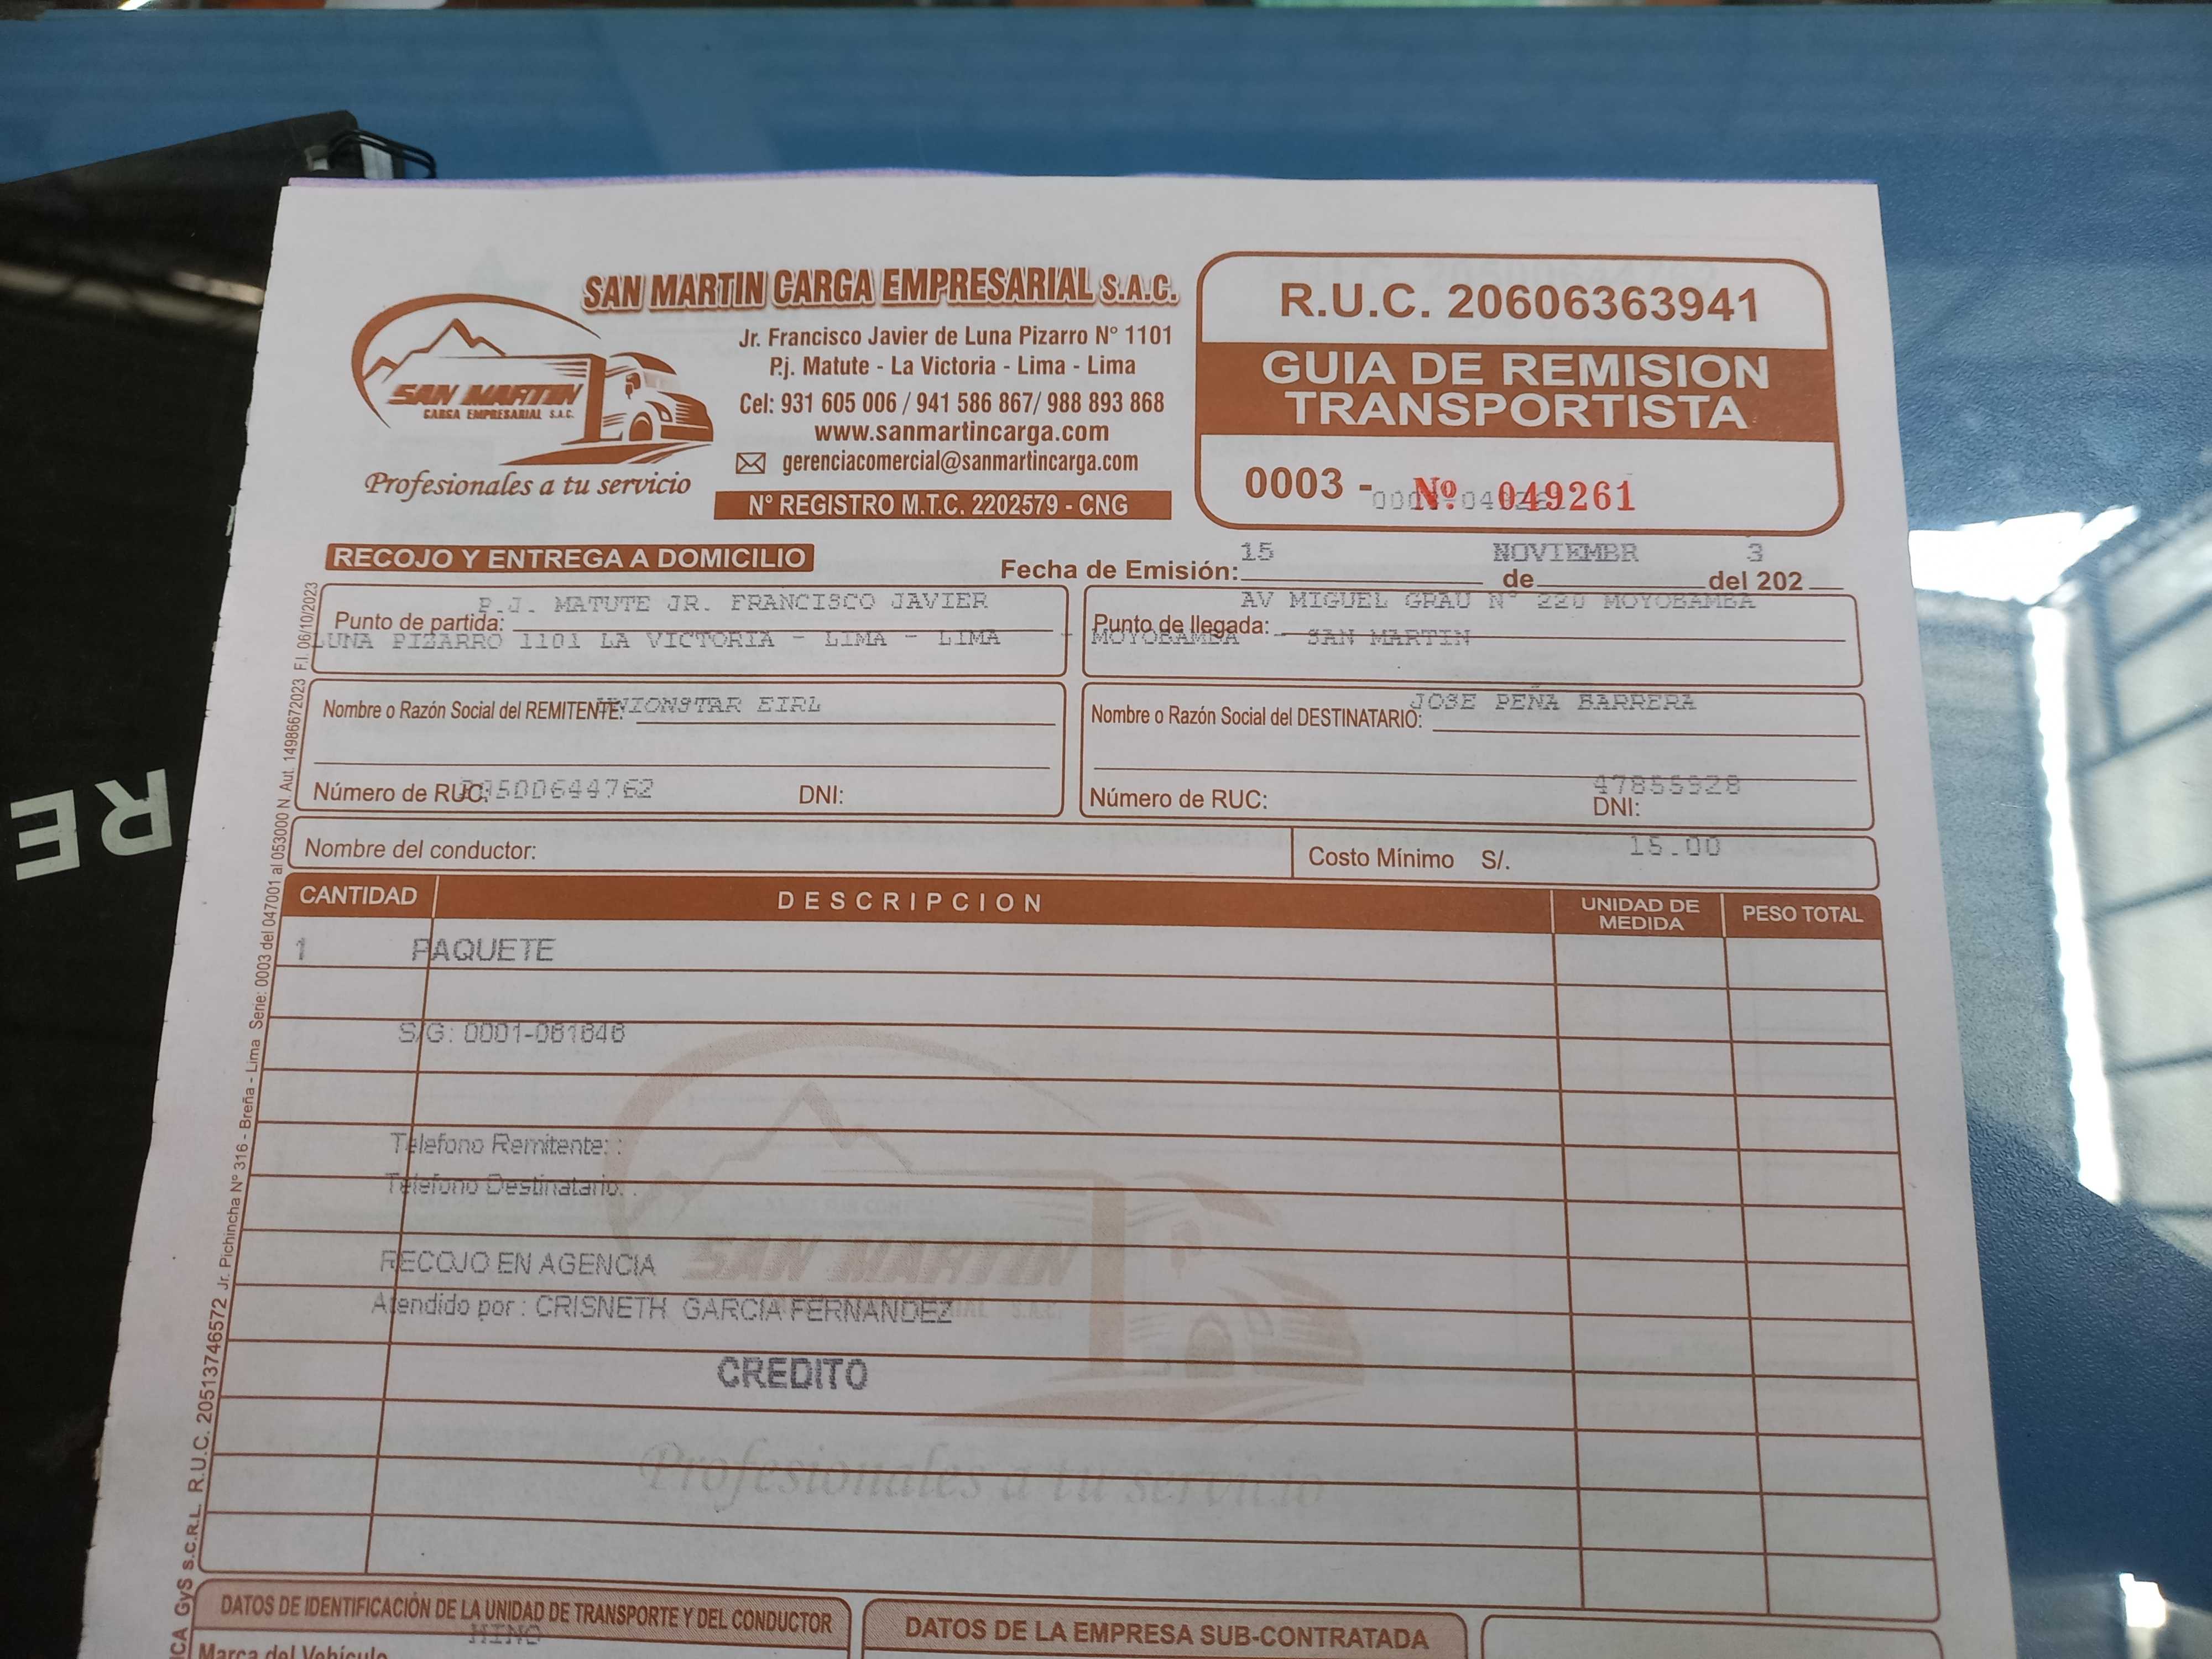 SAN MARTIN CARGA EMPRESARIAL S.A.C.
Jr. Francisco Javier de Luna Pizarro N° 1101
P.j. Matute - La Victoria - Lima - Lima
Cel: 931 605 006 / 941 586 867/ 988 893 868
www.sanmartincarga.com
gerenciacomercial@sanmartincarga.com
N° REGISTRO M.T.C. 2202579 - CNG
SAN MARTIN
CARGA EMPRESARIAL S.A.C.
Profesionales a tu servicio
R.U.C. 20606363941
GUIA DE REMISION
TRANSPORTISTA
0003 - Nº 049261
RECOJO Y ENTREGA A DOMICILIO
Fecha de Emisión: 15 de NOVIEMBR del 202 3
Punto de partida: P.J. MATUTE JR. FRANCISCO JAVIER
LUNA PIZARRO 1101 LA VICTORIA - LIMA - LIMA
Punto de llegada: AV MIGUEL GRAU N° 220 MOYOBAMBA
- MOYOBAMBA - SAN MARTIN
Nombre o Razón Social del REMITENTE: UNIONSTAR EIRL
Número de RUC: 20500644762 DNI:
Nombre o Razón Social del DESTINATARIO: JOSE PENA BARRERA
Número de RUC: DNI: 47855928
Nombre del conductor:
Costo Mínimo S/. 15.00
CANTIDAD DESCRIPCION UNIDAD DE MEDIDA PESO TOTAL
1 PAQUETE
S/G: 0001-081646
Telefono Remitente: :
Telefono Destinatario: :
RECOJO EN AGENCIA
Atendido por : CRISNETH GARCIA FERNANDEZ
CREDITO
SAN MARTIN
Profesionales a tu servicio
DATOS DE IDENTIFICACIÓN DE LA UNIDAD DE TRANSPORTE Y DEL CONDUCTOR
HINO
Marca del Vehículo
DATOS DE LA EMPRESA SUB-CONTRATADA
GyS S.C.R.L. R.U.C. 20513746572 Jr. Pichincha N° 316 - Breña - Lima Serie: 0003 del 047001 al 053000 N. Aut. 14986672023 F.I. 06/10/2023
RE